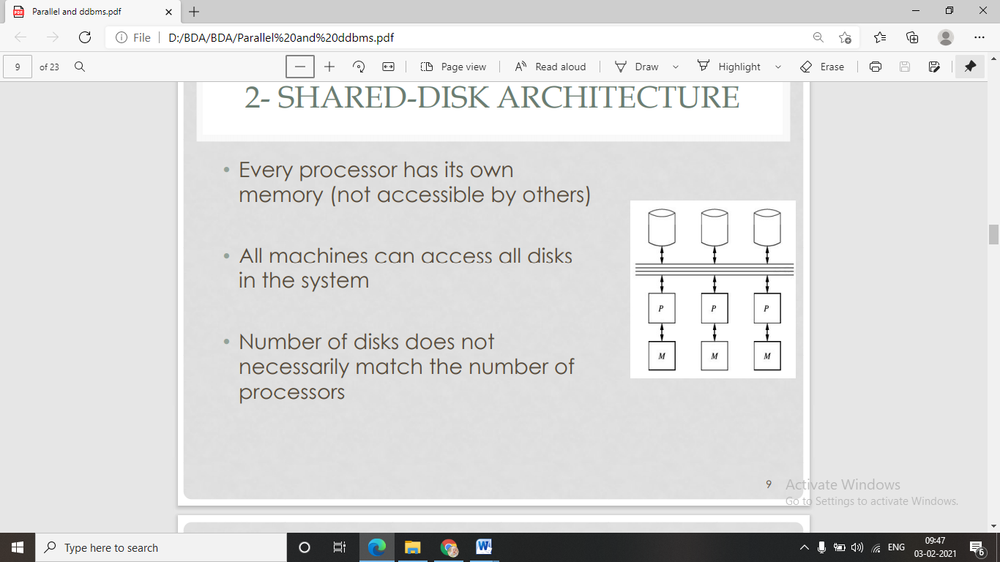 Parallel and ddbms.pdf
File
D:/BDA/BDA/Parallel%20and%20ddbms.pdf
9
of 23
Page view
Read aloud
Draw
Highlight
Erase
2- SHARED-DISK ARCHITECTURE
• Every processor has its own
memory (not accessible by others)
• All machines can access all disks
in the system
• Number of disks does not
necessarily match the number of
processors
P P P
M M M
9
Activate Windows
Go to Settings to activate Windows.
Type here to search
ENG
09:47
03-02-2021
6